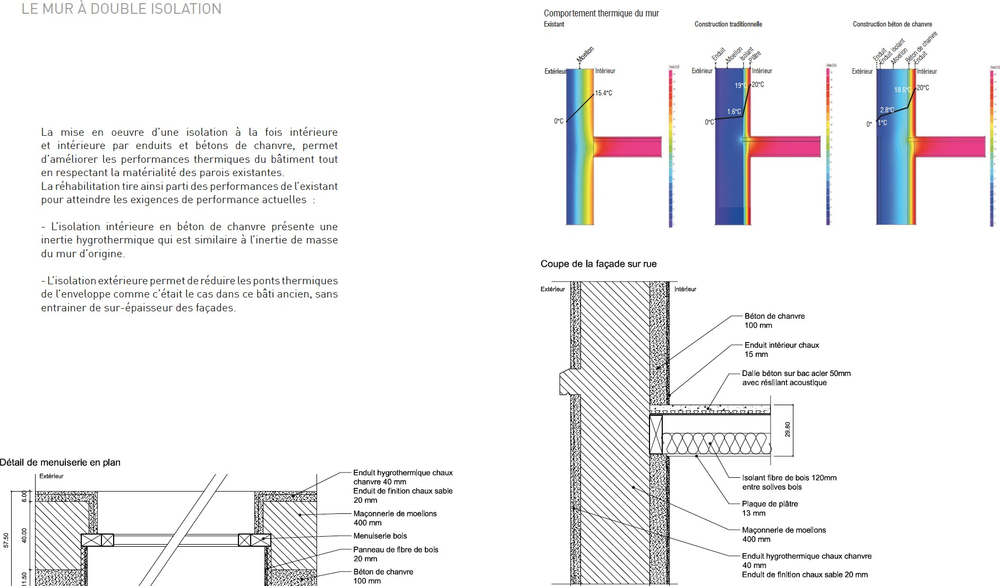 LE MUR À DOUBLE ISOLATION
La mise en oeuvre d’une isolation à la fois intérieure
et intérieure par enduits et bétons de chanvre, permet
d’améliorer les performances thermiques du bâtiment tout
en respectant la matérialité des parois existantes.
La réhabilitation tire ainsi parti des performances de l’existant
pour atteindre les exigences de performance actuelles :
- L’isolation intérieure en béton de chanvre présente une
inertie hygrothermique qui est similaire à l’inertie de masse
du mur d’origine.
- L’isolation extérieure permet de réduire les ponts thermiques
de l’enveloppe comme c’était le cas dans ce bâti ancien, sans
entrainer de sur-épaisseur des façades.
Détail de menuiserie en plan
Extérieur
6.00
40.00
57.50
11.50
Enduit hygrothermique chaux
chanvre 40 mm
Enduit de finition chaux sable
20 mm
Maçonnerie de moellons
400 mm
Menuiserie bois
Panneau de fibre de bois
20 mm
Béton de chanvre
100 mm
Comportement thermique du mur
Existant
Moellon
Extérieur
Intérieur
15.4°C
0°C
Construction traditionnelle
Enduit
Moellon
Isolant
Plâtre
Extérieur
Intérieur
19°C
20°C
1.6°C
0°C
Construction béton de chanvre
Enduit
Enduit isolant
Moellon
Béton de chanvre
Enduit
Extérieur
Intérieur
18.5°C
20°C
2.8°C
0°
1°C
Coupe de la façade sur rue
Extérieur
Intérieur
Béton de chanvre
100 mm
Enduit intérieur chaux
15 mm
Dalle béton sur bac acier 50mm
avec résiliant acoustique
29.80
Isolant fibre de bois 120mm
entre solives bois
Plaque de plâtre
13 mm
Maçonnerie de moellons
400 mm
Enduit hygrothermique chaux chanvre
40 mm
Enduit de finition chaux sable 20 mm